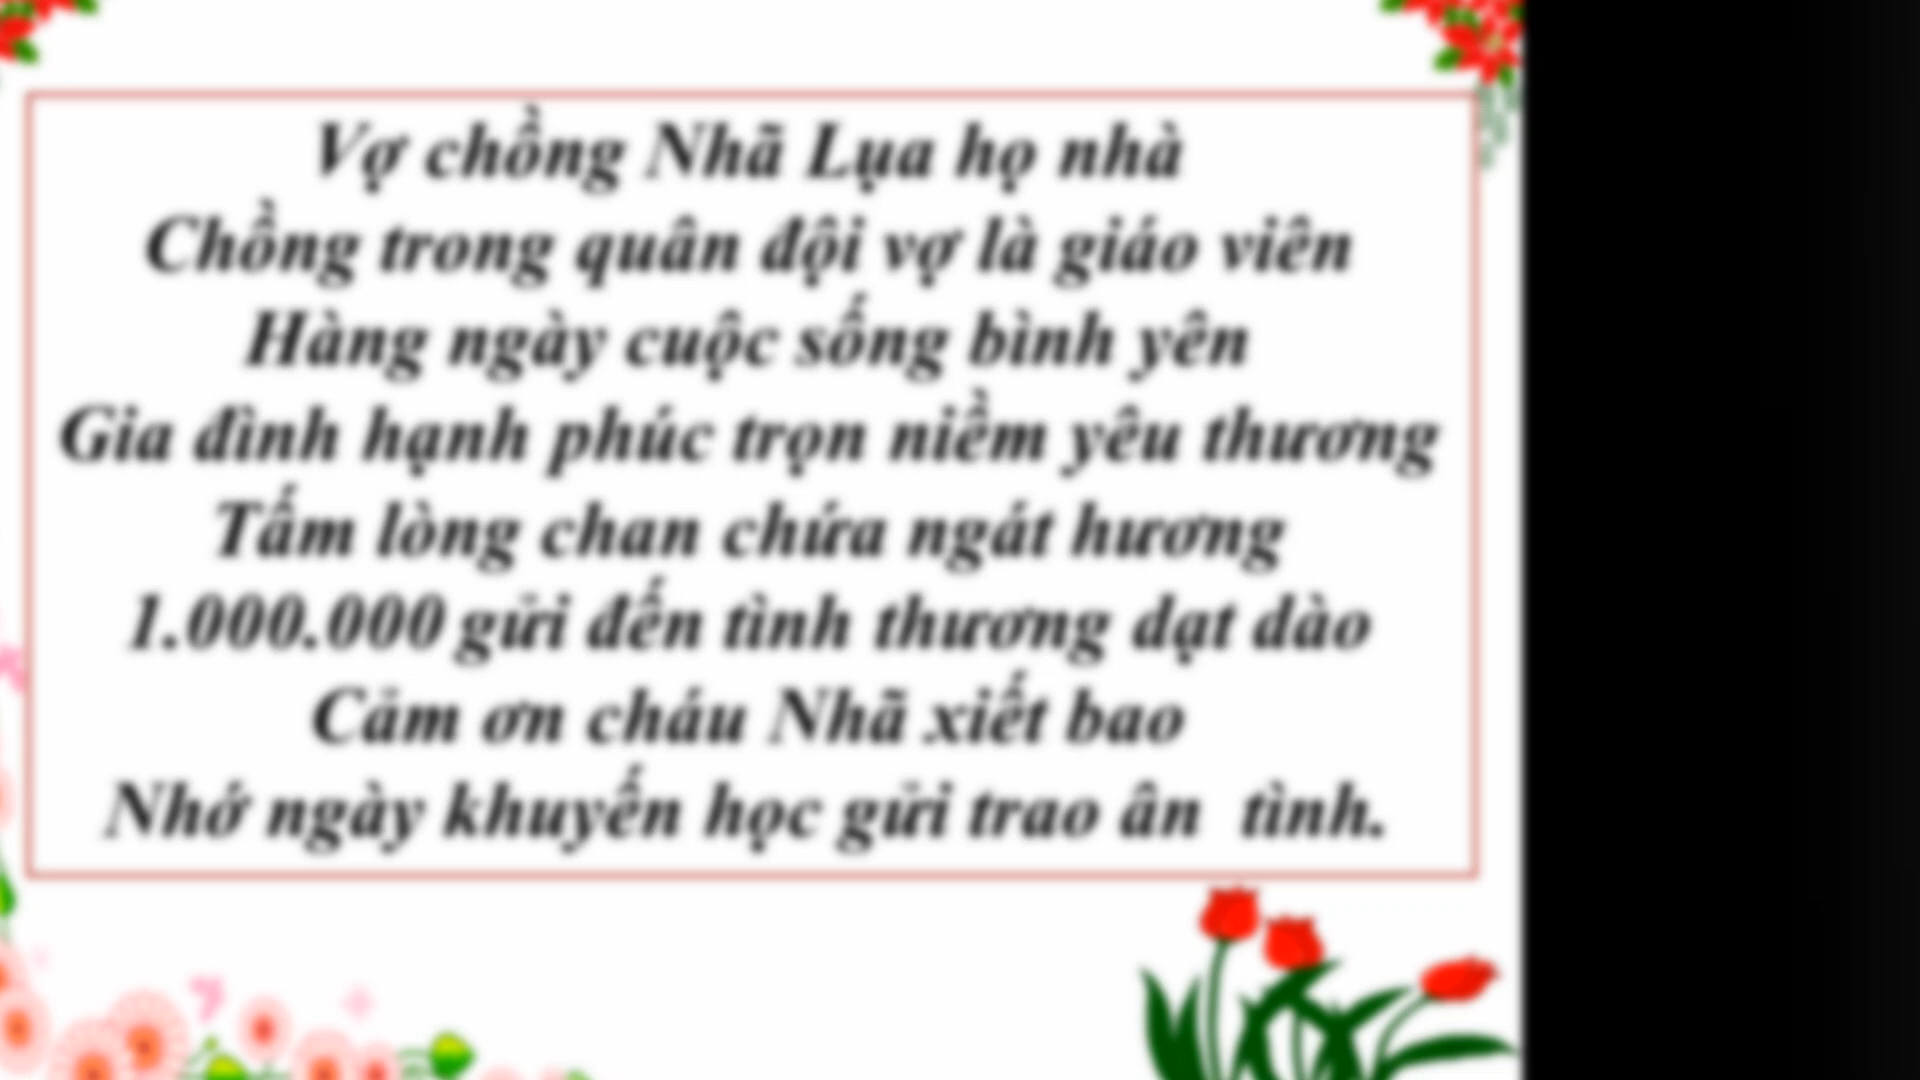 Vợ chồng Nhã Lụa họ nhà
Chồng trong quân đội vợ là giáo viên
Hàng ngày cuộc sống bình yên
Gia đình hạnh phúc trọn niềm yêu thương
Tấm lòng chan chứa ngát hương
1.000.000 gửi đến tình thương dạt dào
Cảm ơn cháu Nhã xiết bao
Nhớ ngày khuyến học gửi trao ân tình.